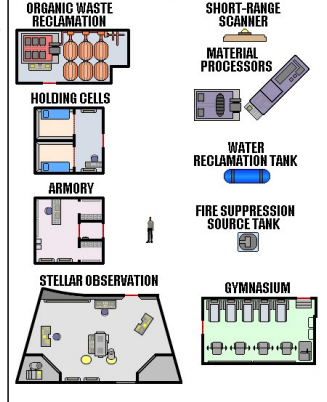 ORGANIC WASTE
RECLAMATION
HOLDING CELLS
ARMORY
STELLAR OBSERVATION
SHORT-RANGE
SCANNER
MATERIAL
PROCESSORS
WATER
RECLAMATION TANK
FIRE SUPPRESSION
SOURCE TANK
GYMNASIUM